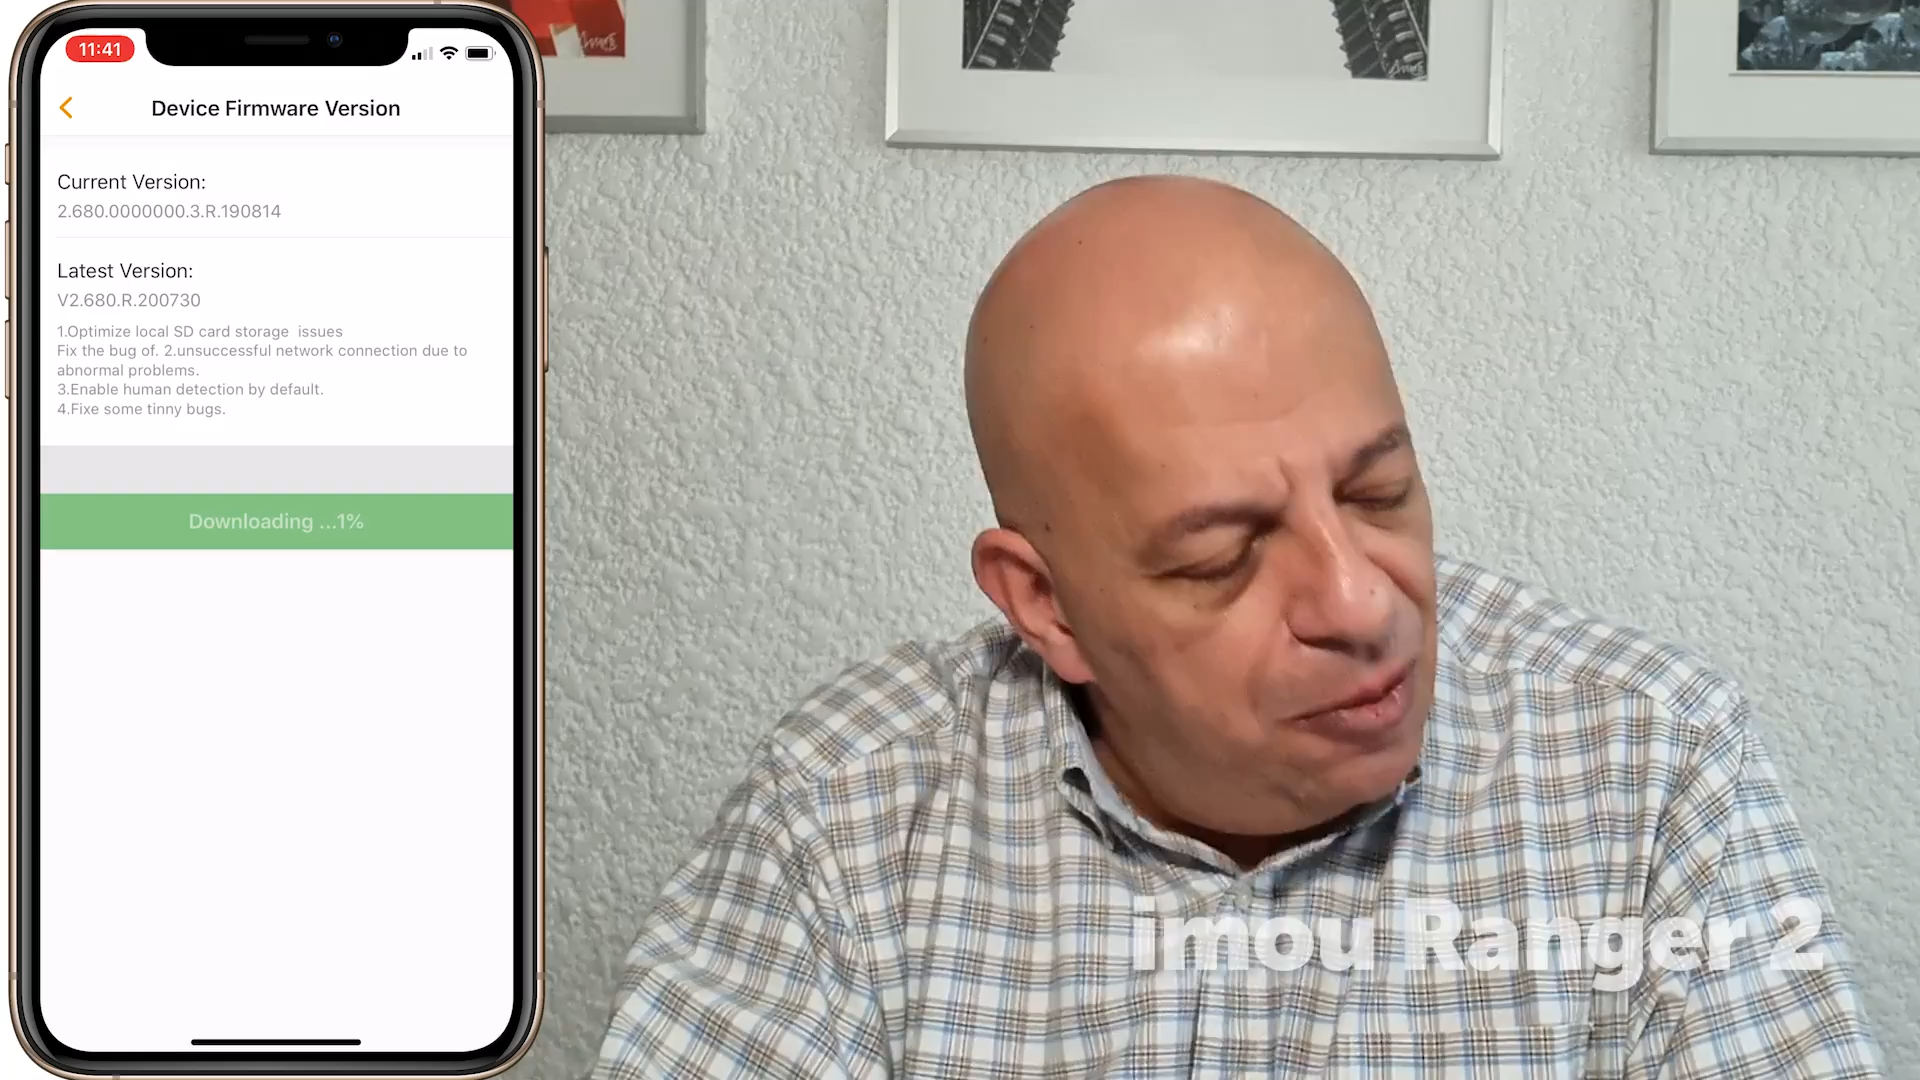 11:41
Device Firmware Version
Current Version:
2.680.0000000.3.R.190814
Latest Version:
V2.680.R.200730
1.Optimize local SD card storage  issues
Fix the bug of. 2.unsuccessful network connection due to
abnormal problems.
3.Enable human detection by default.
4.Fixe some tinny bugs.
Downloading ...1%
imou Ranger 2